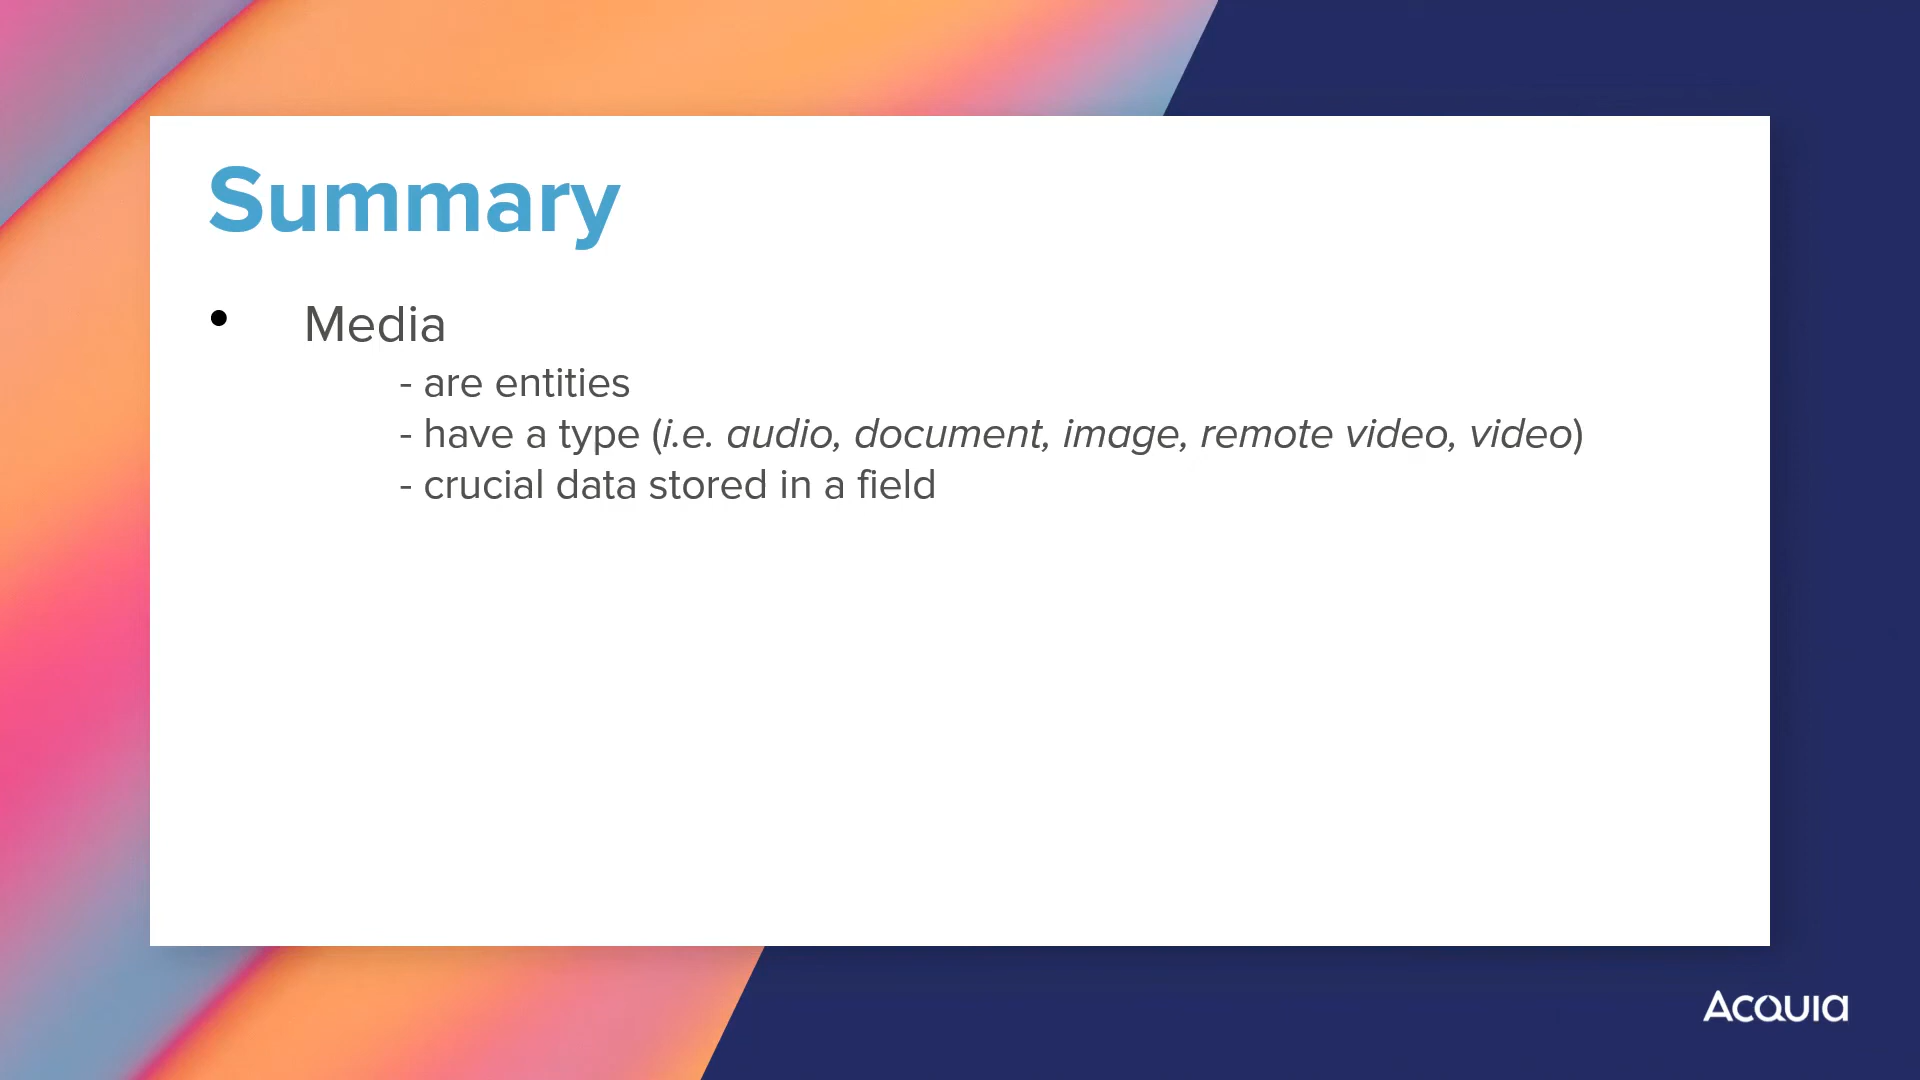 Summary
• Media
- are entities
- have a type (i.e. audio, document, image, remote video, video)
- crucial data stored in a field
Acquia